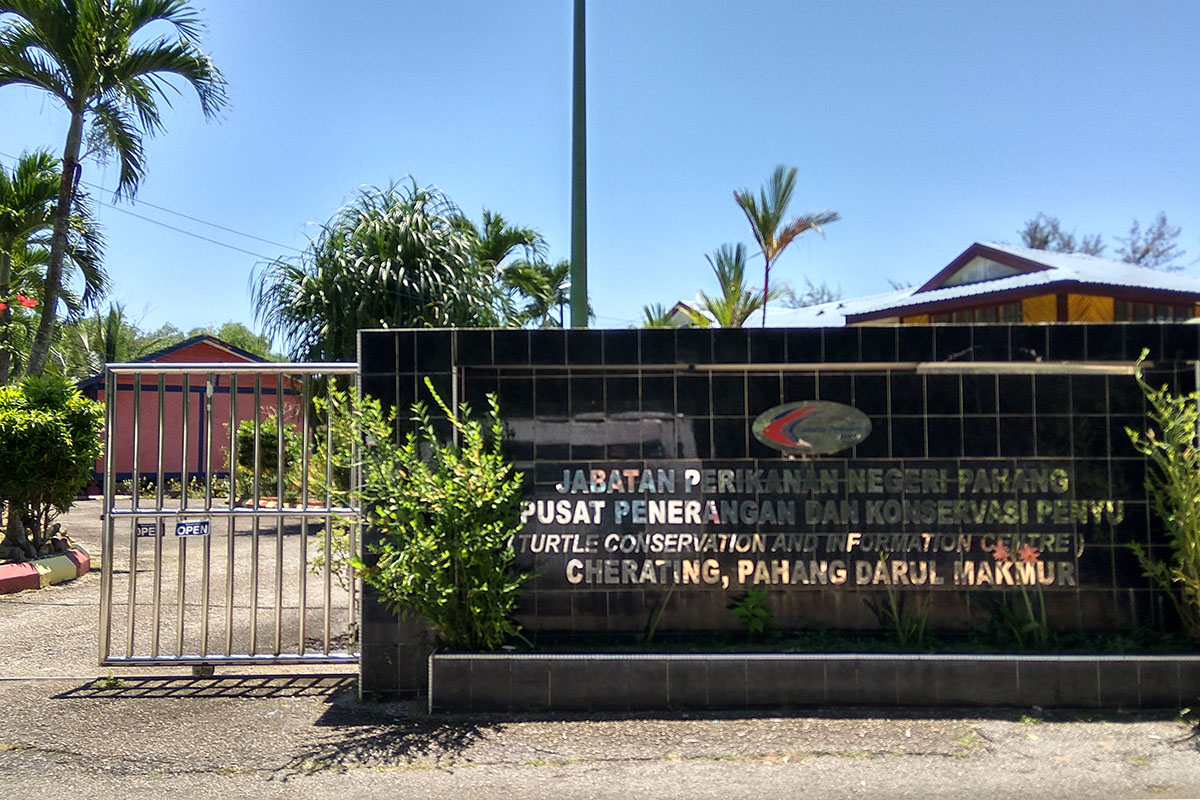 JABATAN PERIKANAN NEGERI PAHANG
PUSAT PENERANGAN DAN KONSERVASI PENYU
(TURTLE CONSERVATION AND INFORMATION CENTRE)
CHERATING, PAHANG DARUL MAKMUR
OPEN
OPEN